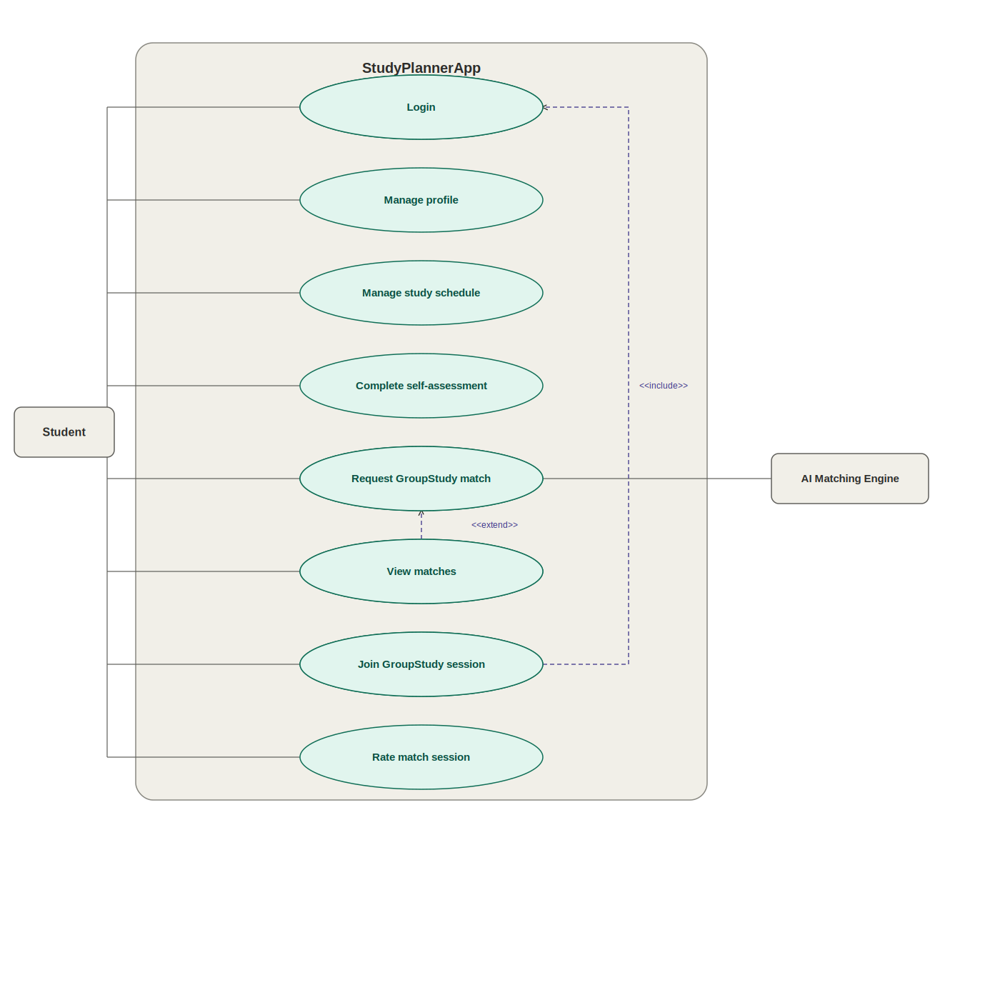 StudyPlannerApp
Login
Manage profile
Manage study schedule
Complete self-assessment
<<include>>
Student
Request GroupStudy match
AI Matching Engine
<<extend>>
View matches
Join GroupStudy session
Rate match session